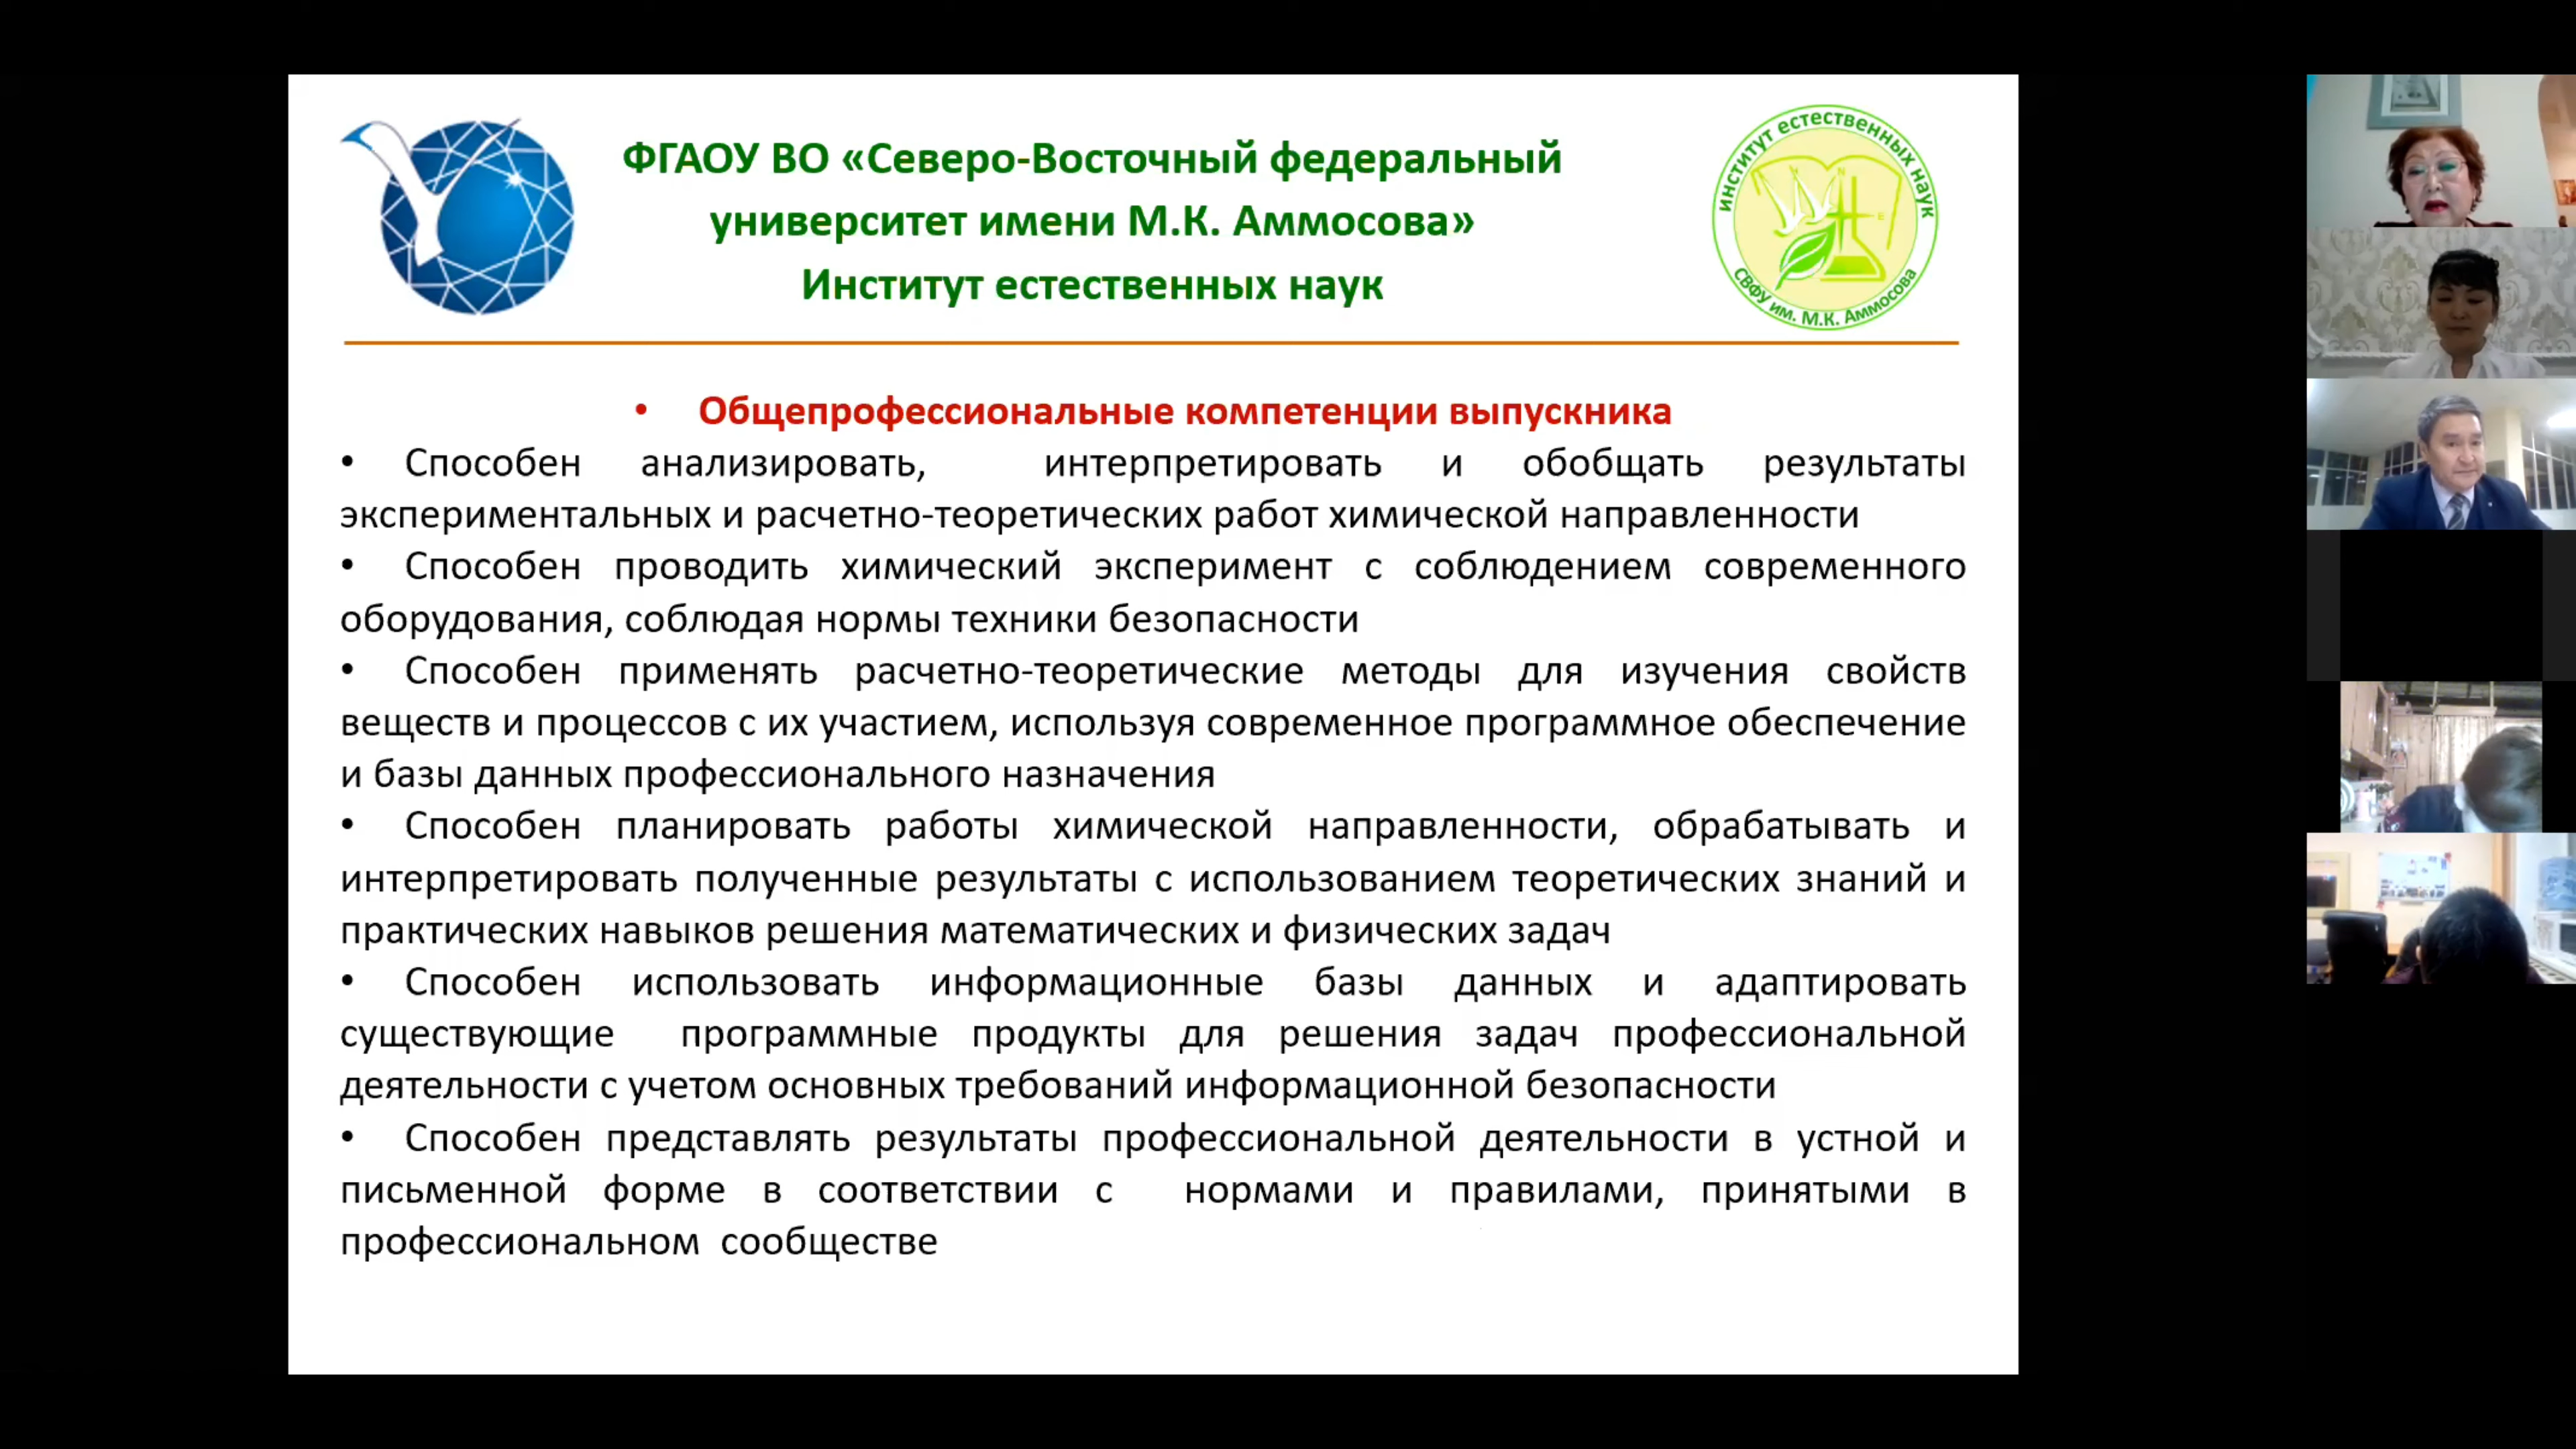 ФГАОУ ВО «Северо-Восточный федеральный
университет имени М.К. Аммосова»
Институт естественных наук
институт естественных наук
СВФУ им. М.К. Аммосова
N
E
• Общепрофессиональные компетенции выпускника
• Способен анализировать, интерпретировать и обобщать результаты
экспериментальных и расчетно-теоретических работ химической направленности
• Способен проводить химический эксперимент с соблюдением современного
оборудования, соблюдая нормы техники безопасности
• Способен применять расчетно-теоретические методы для изучения свойств
веществ и процессов с их участием, используя современное программное обеспечение
и базы данных профессионального назначения
• Способен планировать работы химической направленности, обрабатывать и
интерпретировать полученные результаты с использованием теоретических знаний и
практических навыков решения математических и физических задач
• Способен использовать информационные базы данных и адаптировать
существующие программные продукты для решения задач профессиональной
деятельности с учетом основных требований информационной безопасности
• Способен представлять результаты профессиональной деятельности в устной и
письменной форме в соответствии с нормами и правилами, принятыми в
профессиональном сообществе